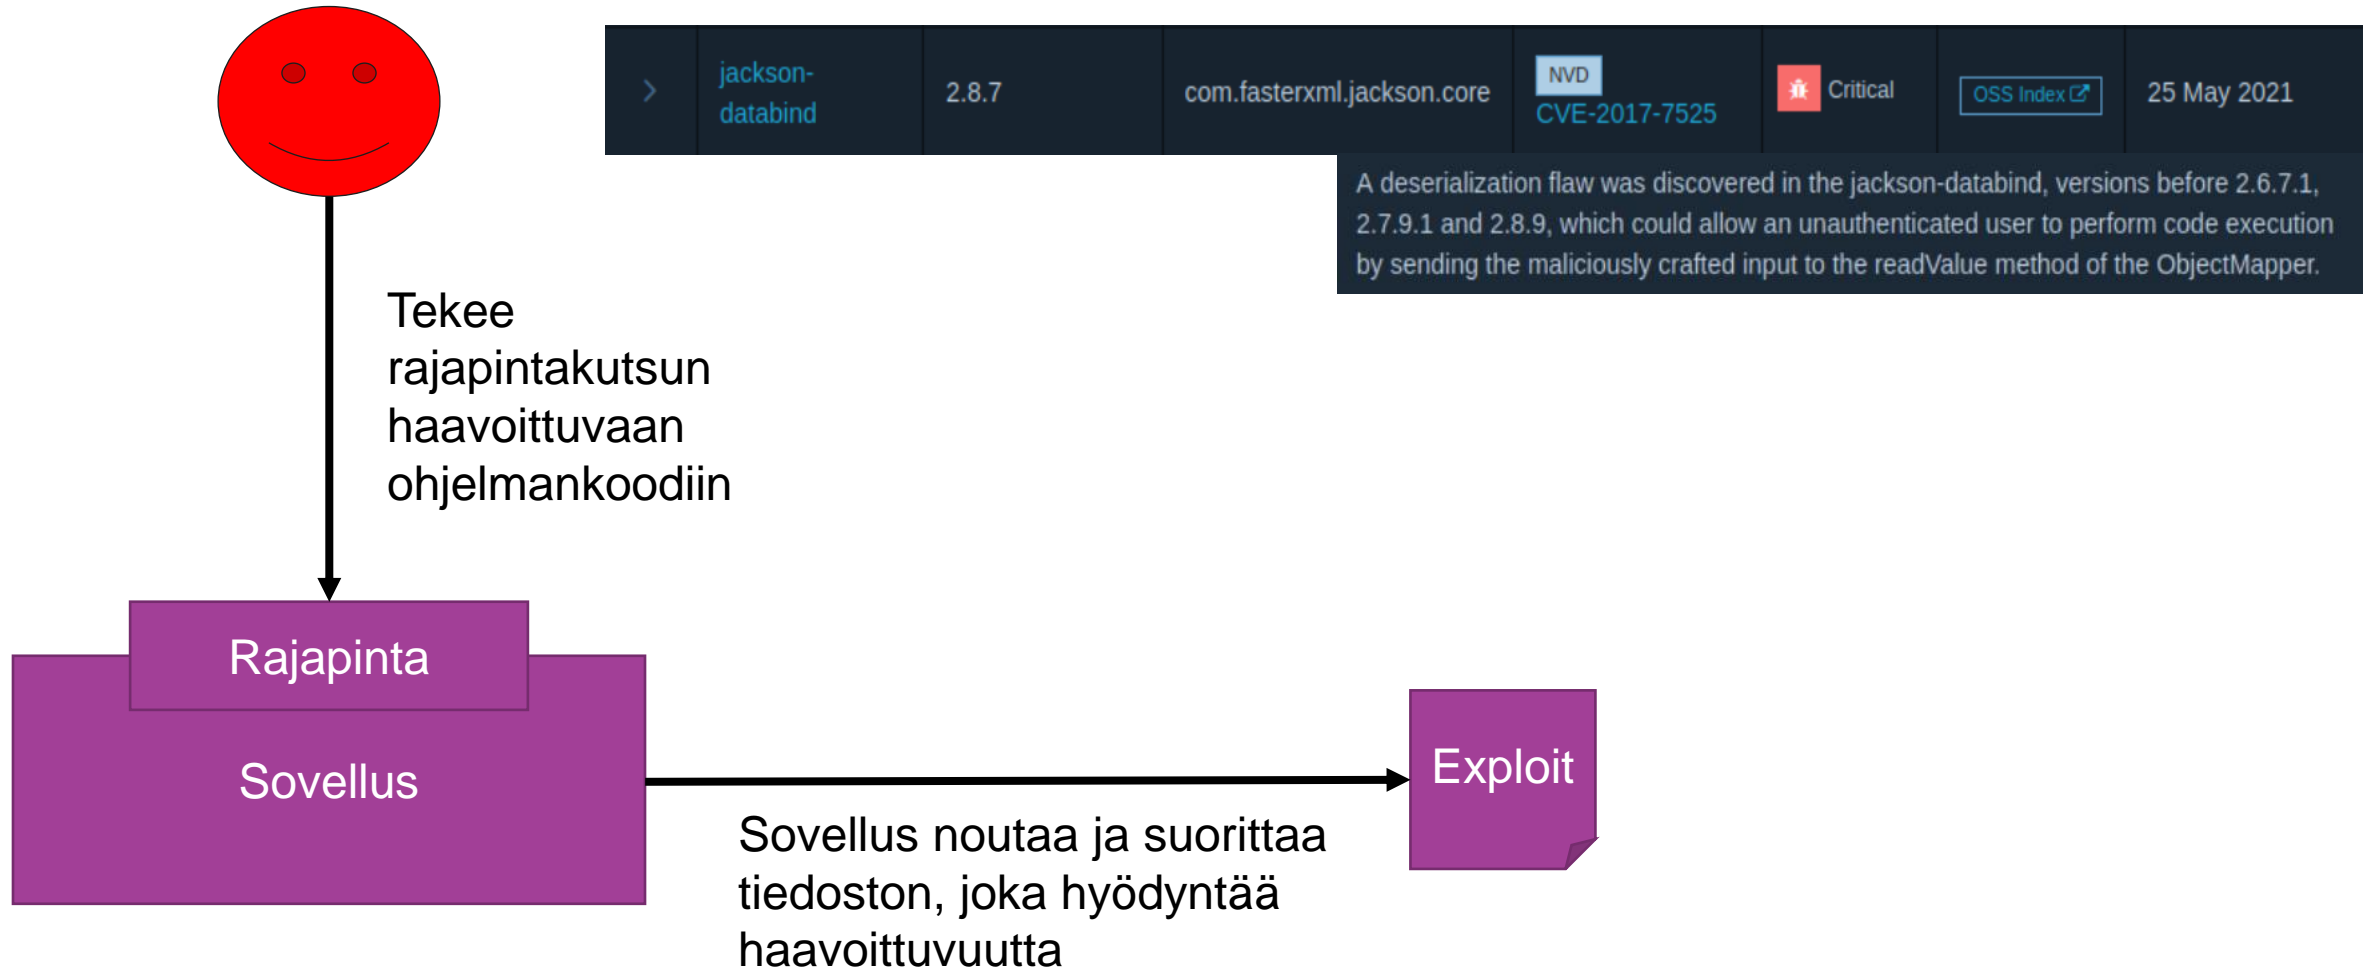 jackson-
databind
2.8.7
com.fasterxml.jackson.core
NVD
CVE-2017-7525
Critical
OSS Index
25 May 2021
A deserialization flaw was discovered in the jackson-databind, versions before 2.6.7.1,
2.7.9.1 and 2.8.9, which could allow an unauthenticated user to perform code execution
by sending the maliciously crafted input to the readValue method of the ObjectMapper.
Tekee
rajapintakutsun
haavoittuvaan
ohjelmankoodiin
Rajapinta
Sovellus
Exploit
Sovellus noutaa ja suorittaa
tiedoston, joka hyödyntää
haavoittuvuutta